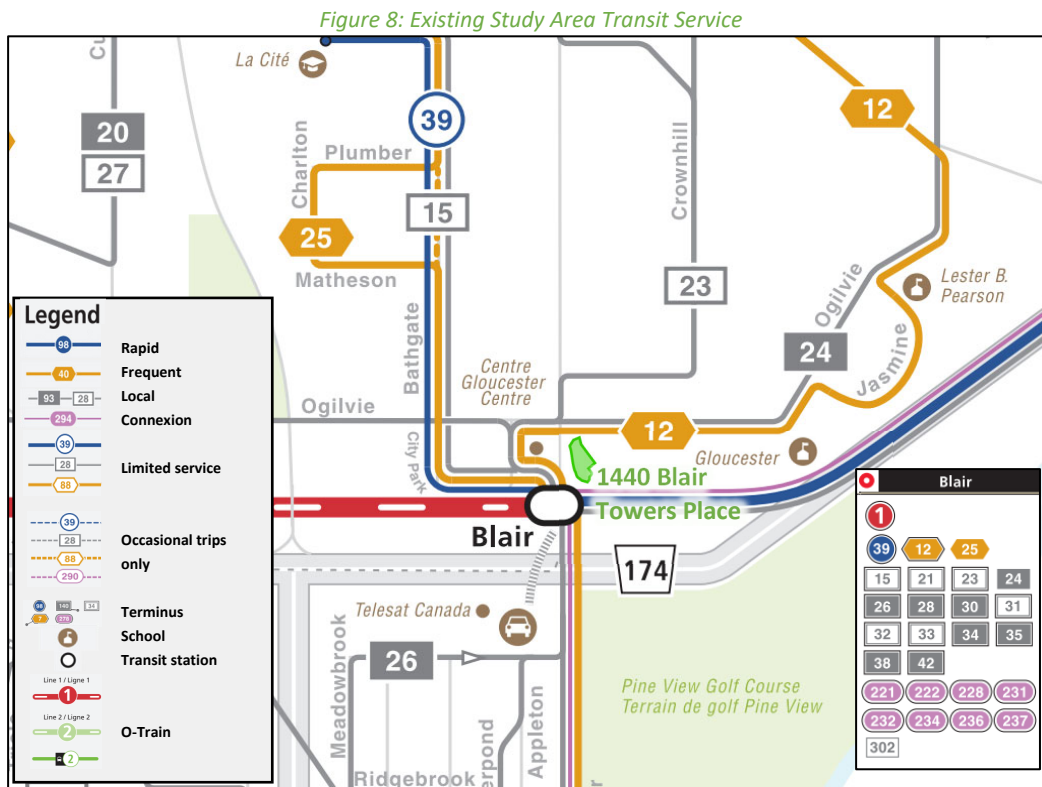 Figure 8: Existing Study Area Transit Service
La Cité
39
12
20
27
Plumber
Charlton
15
25
Matheson
Crownhill
23
Lester B.
Pearson
Ogilvie
24
Jasmine
Bathgate
Centre
Gloucester
Centre
Ogilvie
City Park
12
Gloucester
1440 Blair
Towers Place
Blair
174
Telesat Canada
26
Meadowbrook
Appleton
erpond
Ridgebrook
Pine View Golf Course
Terrain de golf Pine View
Legend
98 Rapid
40 Frequent
93 28 Local
294 Connexion
39
28 Limited service
88
39
28 Occasional trips
88 only
290
98 140 34
7 278 Terminus
School
Transit station
Line 1 / Ligne 1
1
Line 2 / Ligne 2
2 O-Train
2
Blair
1
39 12 25
15 21 23 24
26 28 30 31
32 33 34 35
38 42
221 222 228 231
232 234 236 237
302